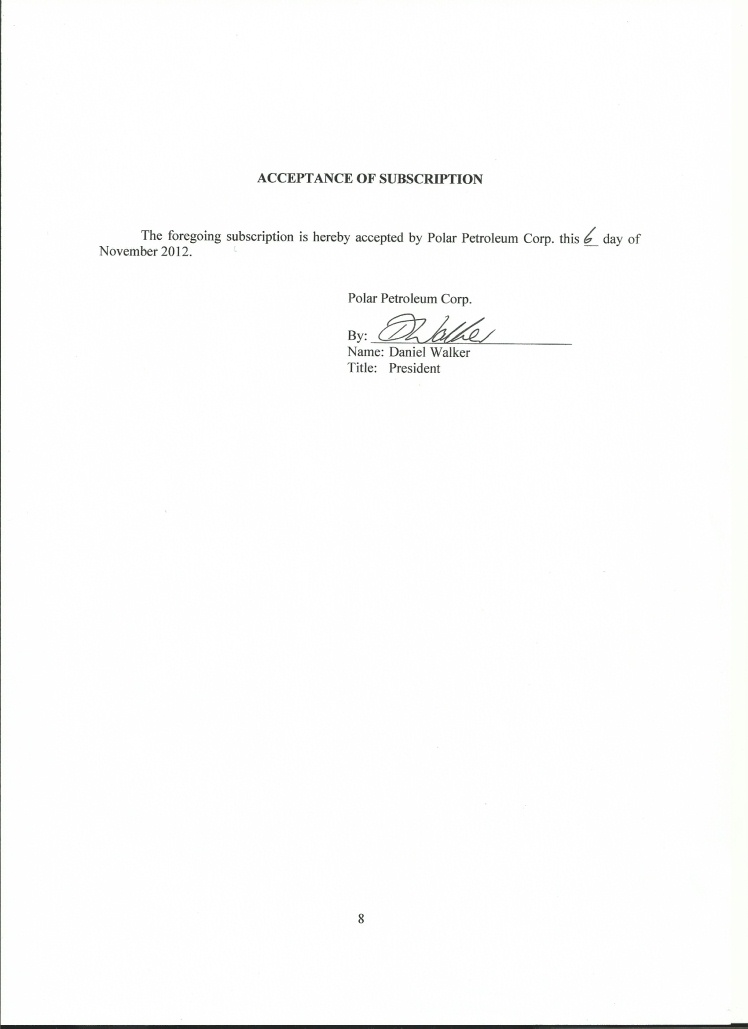 ACCEPTANCE OF SUBSCRIPTION
The foregoing subscription is hereby accepted by Polar Petroleum Corp. this 6 day of
November 2012.
Polar Petroleum Corp.
By: D Walker
Name: Daniel Walker
Title: President
8